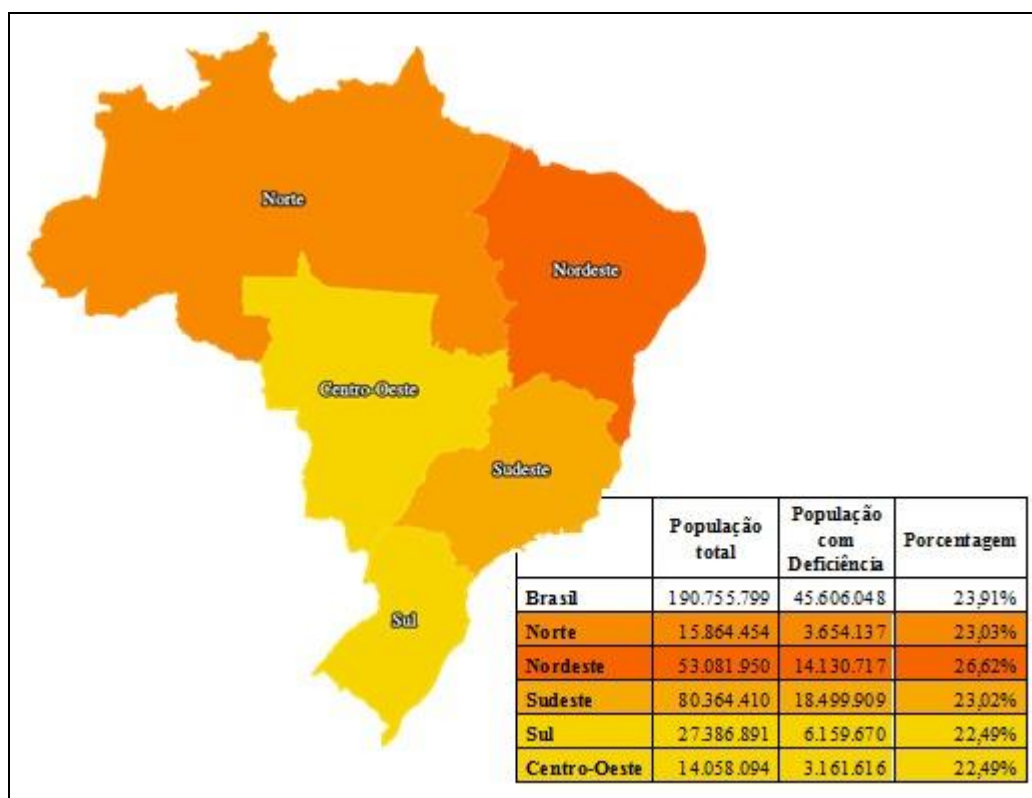 Norte
Nordeste
Centro-Oeste
Sudeste
Sul
População total População com Deficiência Porcentagem
Brasil 190.755.799 45.606.048 23,91%
Norte 15.864.454 3.654.137 23,03%
Nordeste 53.081.950 14.130.717 26,62%
Sudeste 80.364.410 18.499.909 23,02%
Sul 27.386.891 6.159.670 22,49%
Centro-Oeste 14.058.094 3.161.616 22,49%